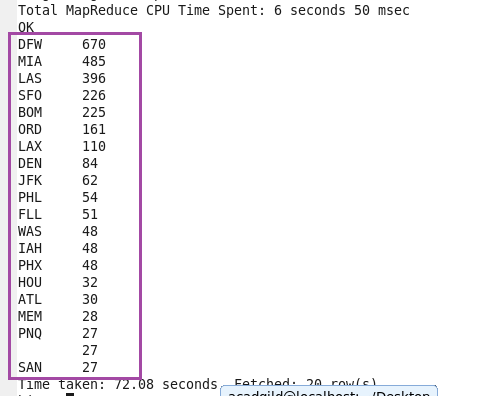 Total MapReduce CPU Time Spent: 6 seconds 50 msec
OK
DFW 670
MIA 485
LAS 396
SFO 226
BOM 225
ORD 161
LAX 110
DEN 84
JFK 62
PHL 54
FLL 51
WAS 48
IAH 48
PHX 48
HOU 32
ATL 30
MEM 28
PNQ 27
27
SAN 27
Time taken: 72.08 seconds, Fetched: 20 row(s)
acadgild@localhost:~/Desktop